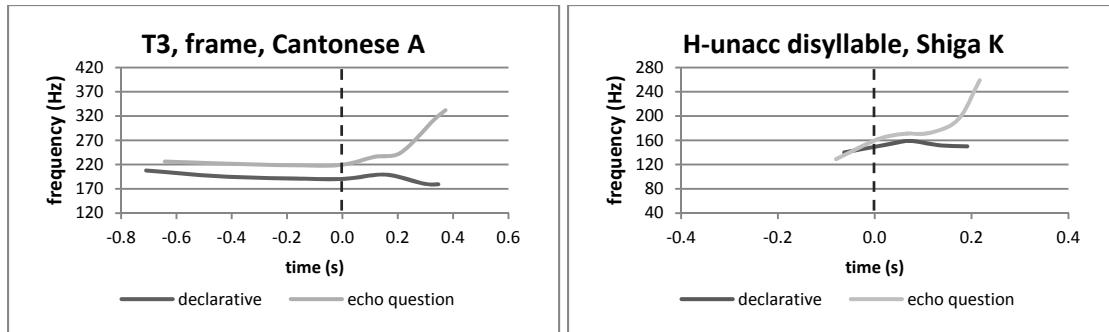 T3, frame, Cantonese A
frequency (Hz)
420
370
320
270
220
170
120
-0.8 -0.6 -0.4 -0.2 0.0 0.2 0.4 0.6
time (s)
declarative echo question
H-unacc disyllable, Shiga K
frequency (Hz)
280
240
200
160
120
80
40
-0.4 -0.2 0.0 0.2 0.4
time (s)
declarative echo question